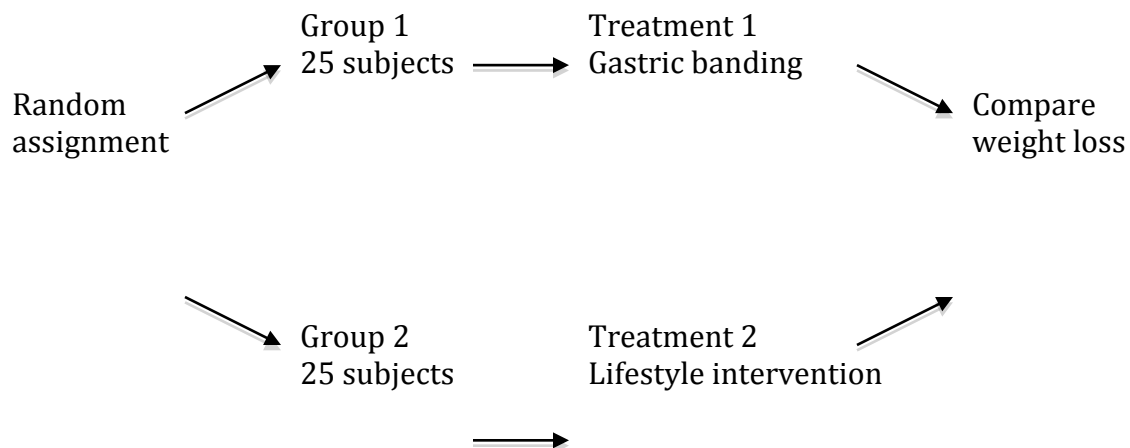 Random
assignment
Group 1
25 subjects
Treatment 1
Gastric banding
Group 2
25 subjects
Treatment 2
Lifestyle intervention
Compare
weight loss